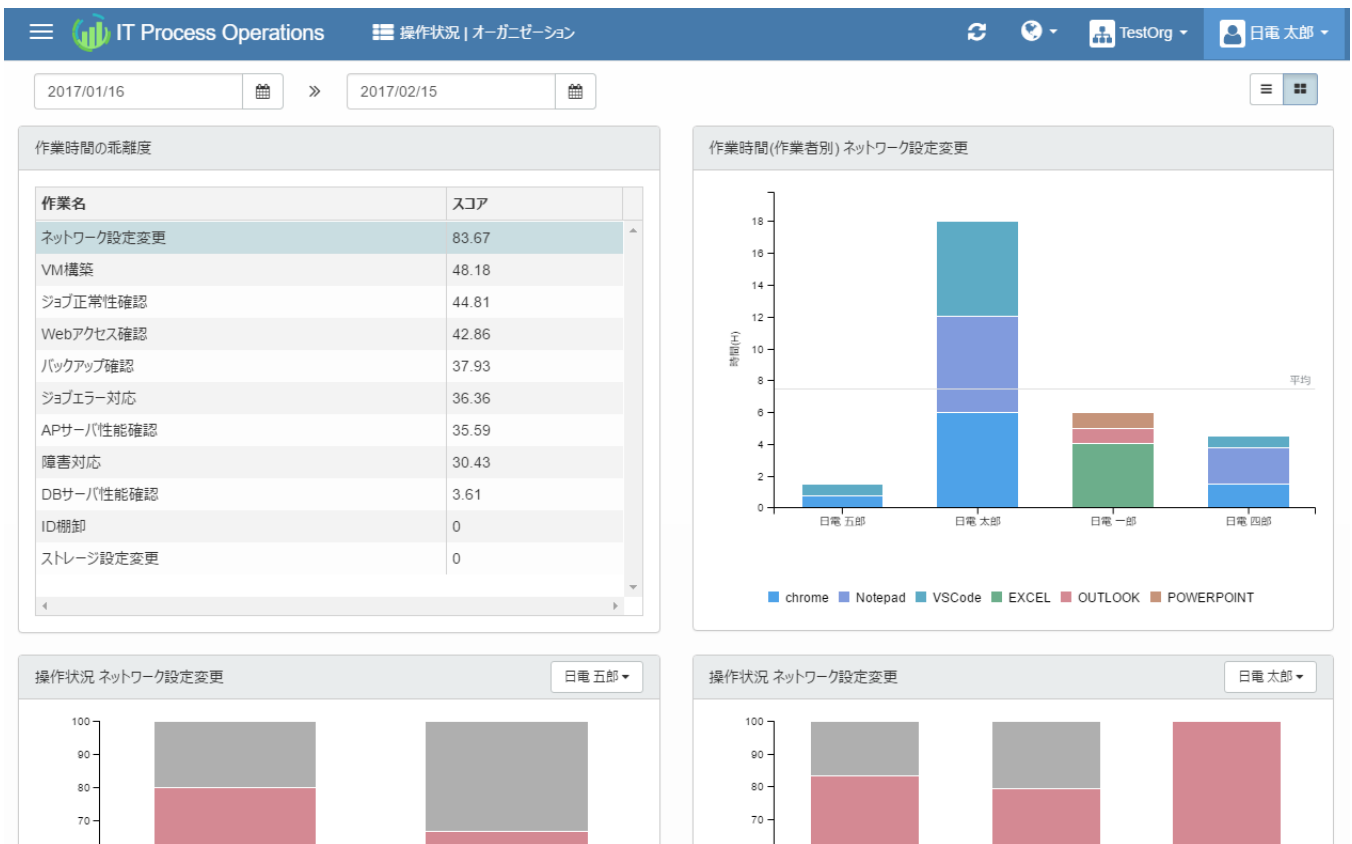 IT Process Operations 操作状況 | オーガニゼーション TestOrg 日電 太郎
2017/01/16 » 2017/02/15
作業時間の乖離度
作業名 スコア
ネットワーク設定変更 83.67
VM構築 48.18
ジョブ正常性確認 44.81
Webアクセス確認 42.86
バックアップ確認 37.93
ジョブエラー対応 36.36
APサーバ性能確認 35.59
障害対応 30.43
DBサーバ性能確認 3.61
ID棚卸 0
ストレージ設定変更 0
作業時間(作業者別) ネットワーク設定変更
18
16
14
12
10
8
6
4
2
0
時間(H)
平均
日電 五郎 日電 太郎 日電 一郎 日電 四郎
chrome Notepad VSCode EXCEL OUTLOOK POWERPOINT
操作状況 ネットワーク設定変更 日電 五郎
100
90
80
70
操作状況 ネットワーク設定変更 日電 太郎
100
90
80
70